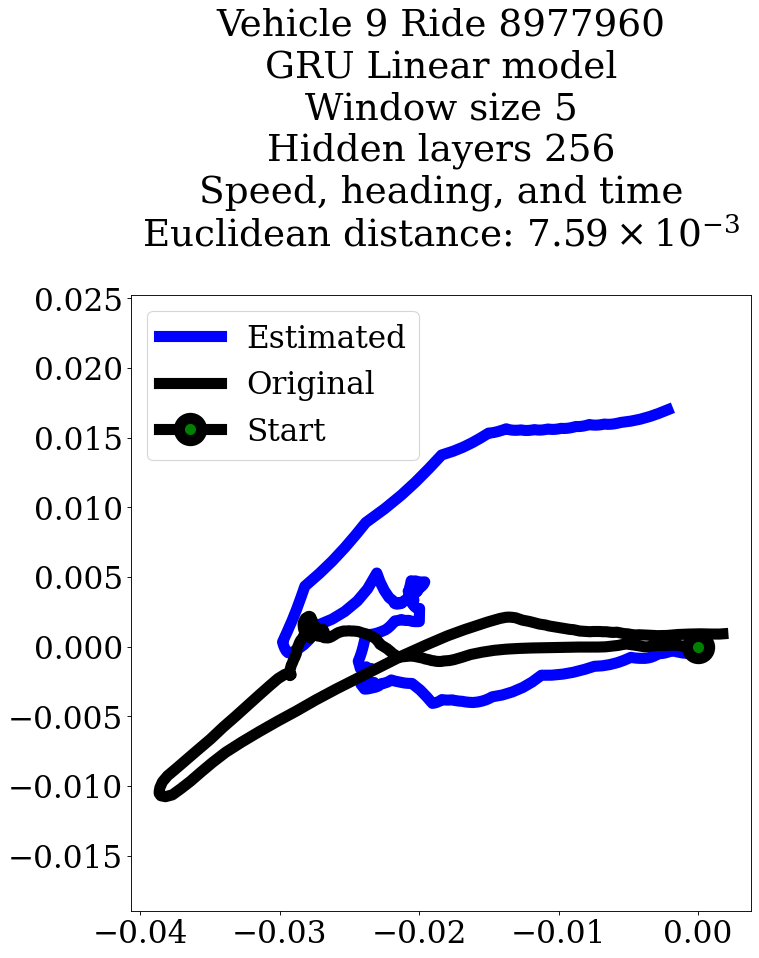 Vehicle 9 Ride 8977960
GRU Linear model
Window size 5
Hidden layers 256
Speed, heading, and time
Euclidean distance: 7.59 × 10⁻³
0.025
0.020
0.015
0.010
0.005
0.000
−0.005
−0.010
−0.015
Estimated
Original
Start
−0.04 −0.03 −0.02 −0.01 0.00